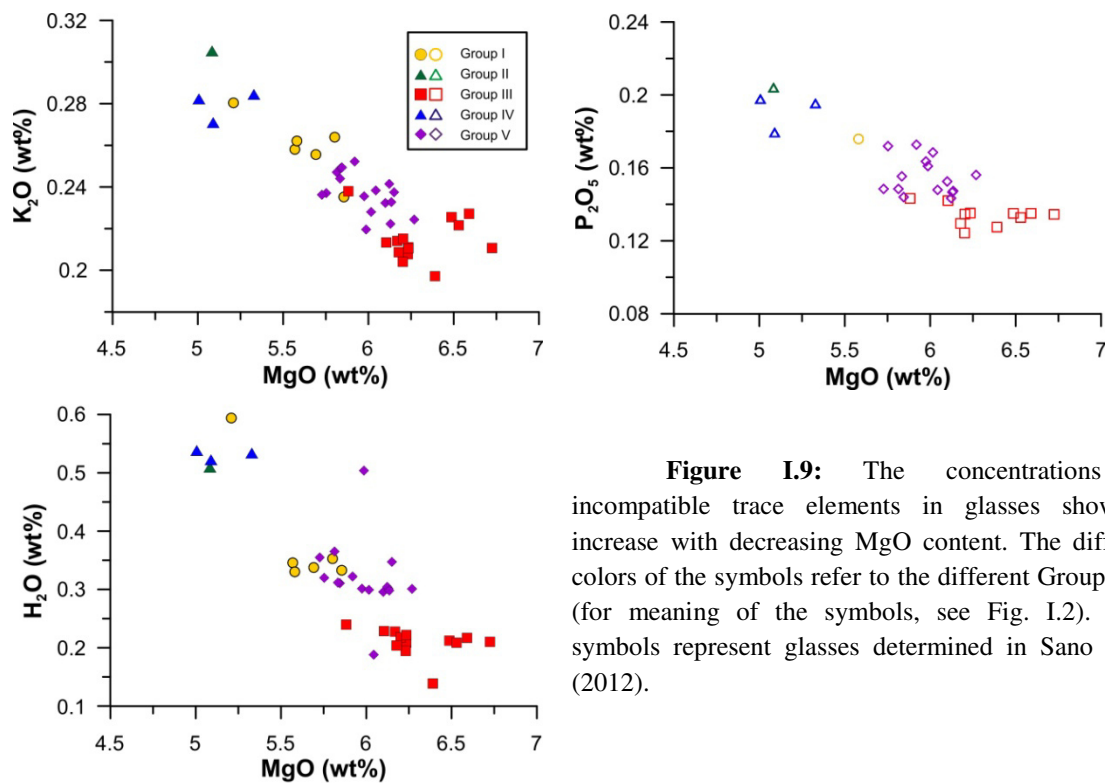 0.32
0.28
0.24
0.2
K₂O (wt%)
4.5 5 5.5 6 6.5 7
MgO (wt%)
Group I
Group II
Group III
Group IV
Group V
0.24
0.2
0.16
0.12
0.08
P₂O₅ (wt%)
4.5 5 5.5 6 6.5 7
MgO (wt%)
0.6
0.5
0.4
0.3
0.2
0.1
H₂O (wt%)
4.5 5 5.5 6 6.5 7
MgO (wt%)
Figure I.9: The concentrations
incompatible trace elements in glasses show
increase with decreasing MgO content. The diff
colors of the symbols refer to the different Group
(for meaning of the symbols, see Fig. I.2).
symbols represent glasses determined in Sano
(2012).